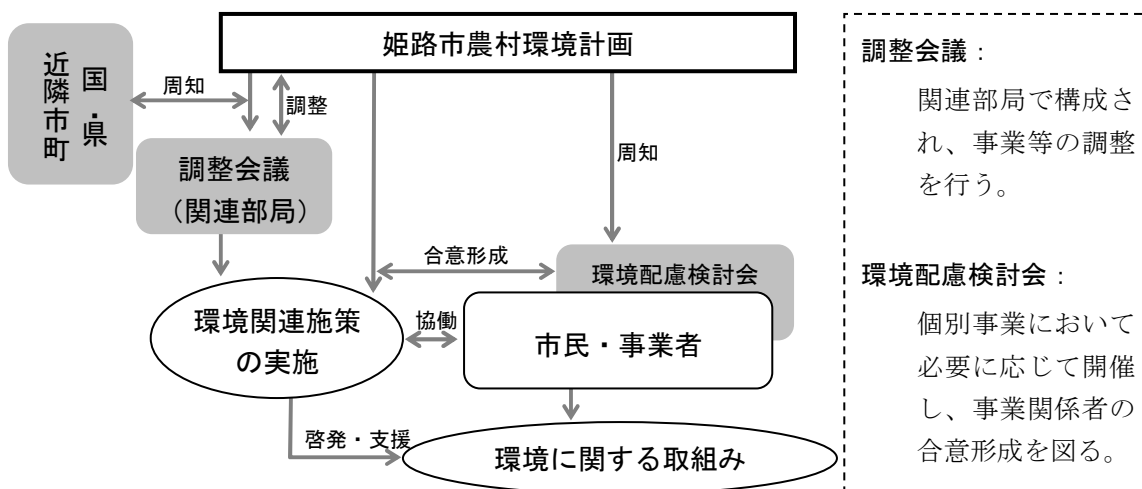 姫路市農村環境計画
国・県
近隣市町
周知
調整
調整会議
（関連部局）
周知
合意形成
環境配慮検討会
環境関連施策
の実施
協働
市民・事業者
啓発・支援
環境に関する取組み
調整会議：
関連部局で構成さ
れ、事業等の調整
を行う。
環境配慮検討会：
個別事業において
必要に応じて開催
し、事業関係者の
合意形成を図る。